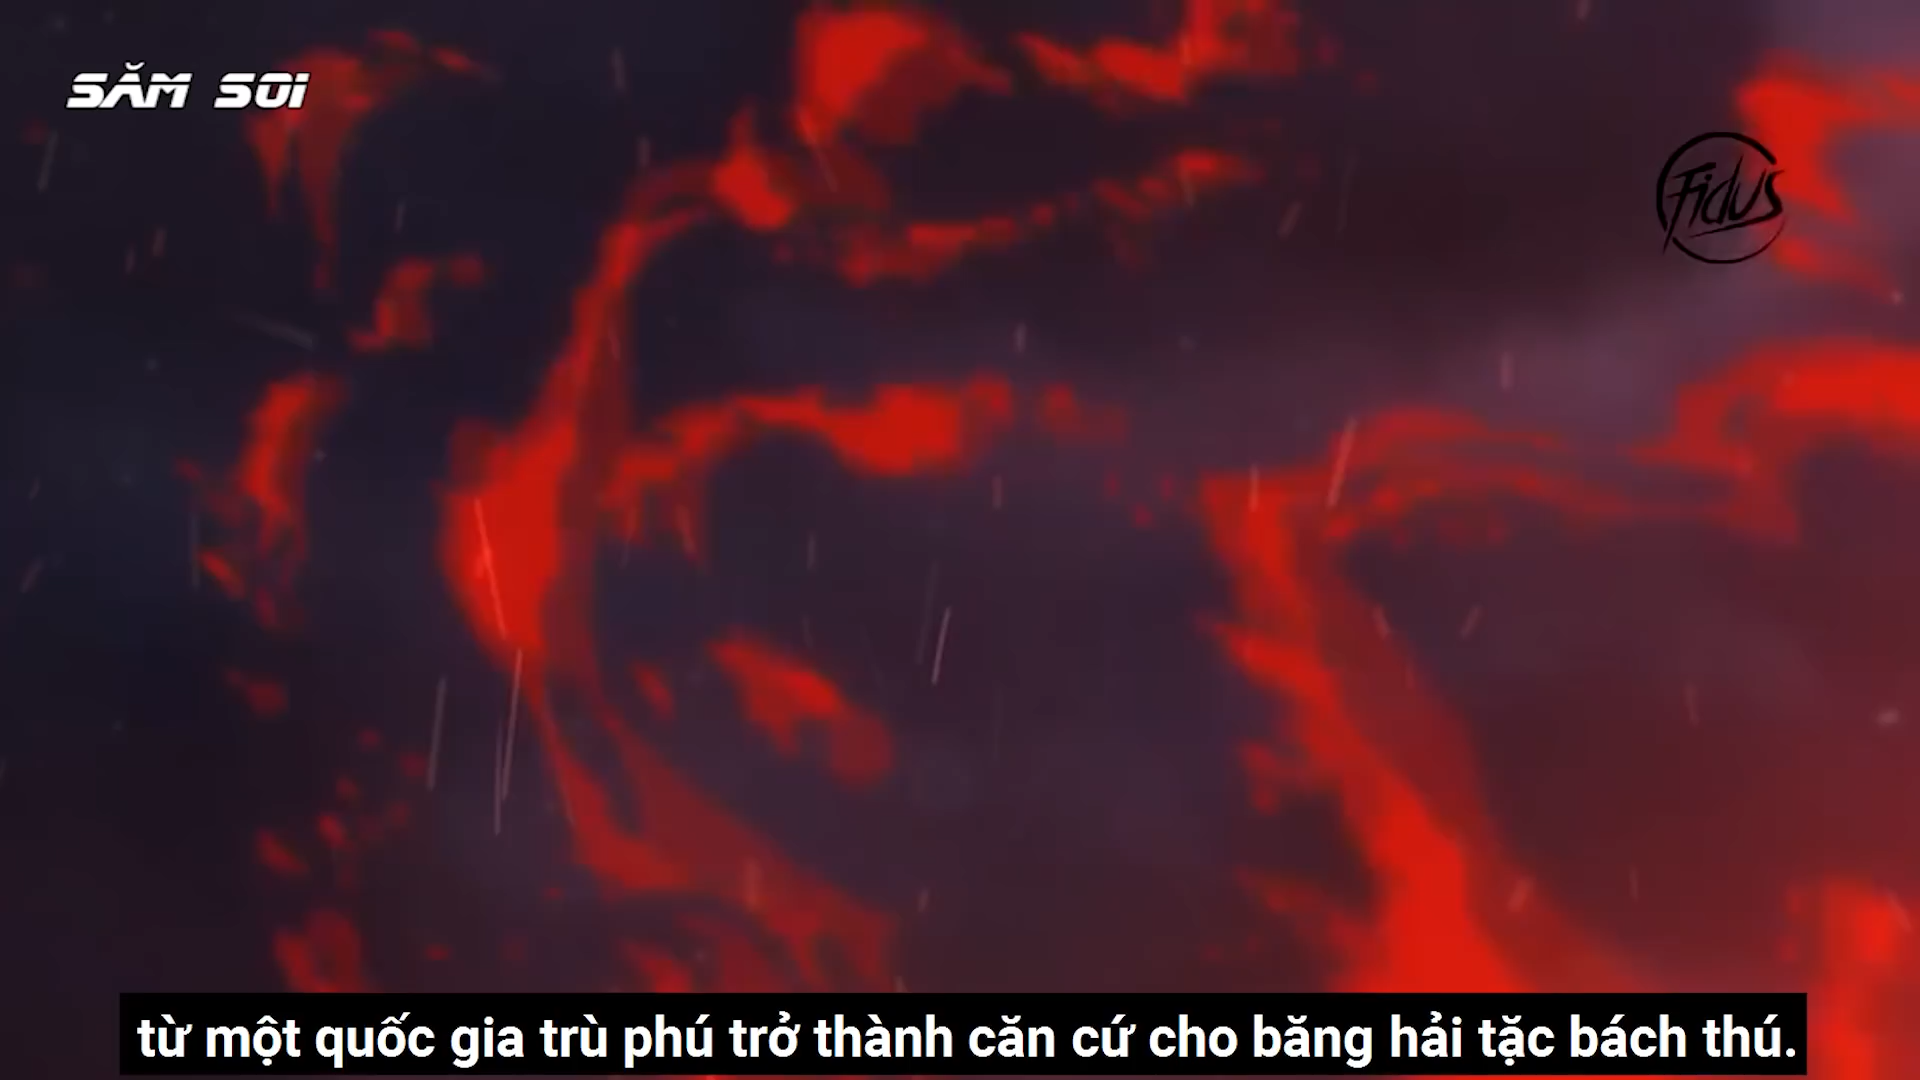 SĂM SOI
Fidus
từ một quốc gia trù phú trở thành căn cứ cho băng hải tặc bách thú.